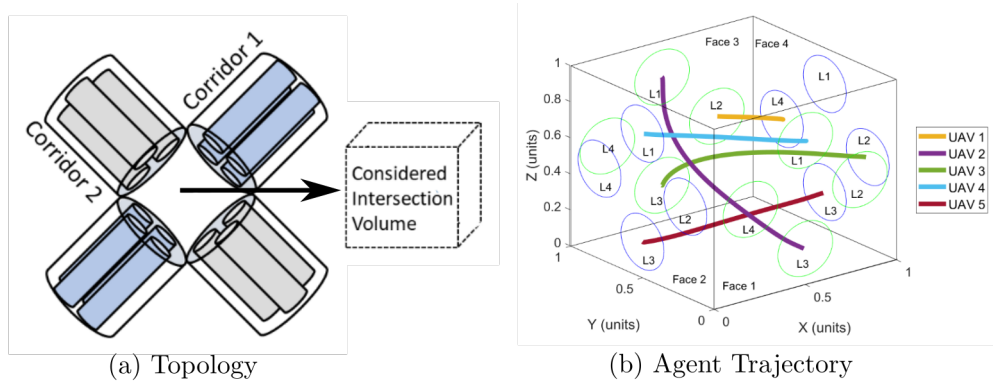 Corridor 1
Corridor 2
Considered
Intersection
Volume
(a) Topology
Face 3
Face 4
Face 2
Face 1
Z (units)
1
0.8
0.6
0.4
0.2
0
1
0.5
0
Y (units)
0
0.5
1
X (units)
L1
L2
L4
L1
L4
L1
L1
L2
L4
L3
L2
L3
L2
L4
L3
L3
UAV 1
UAV 2
UAV 3
UAV 4
UAV 5
(b) Agent Trajectory